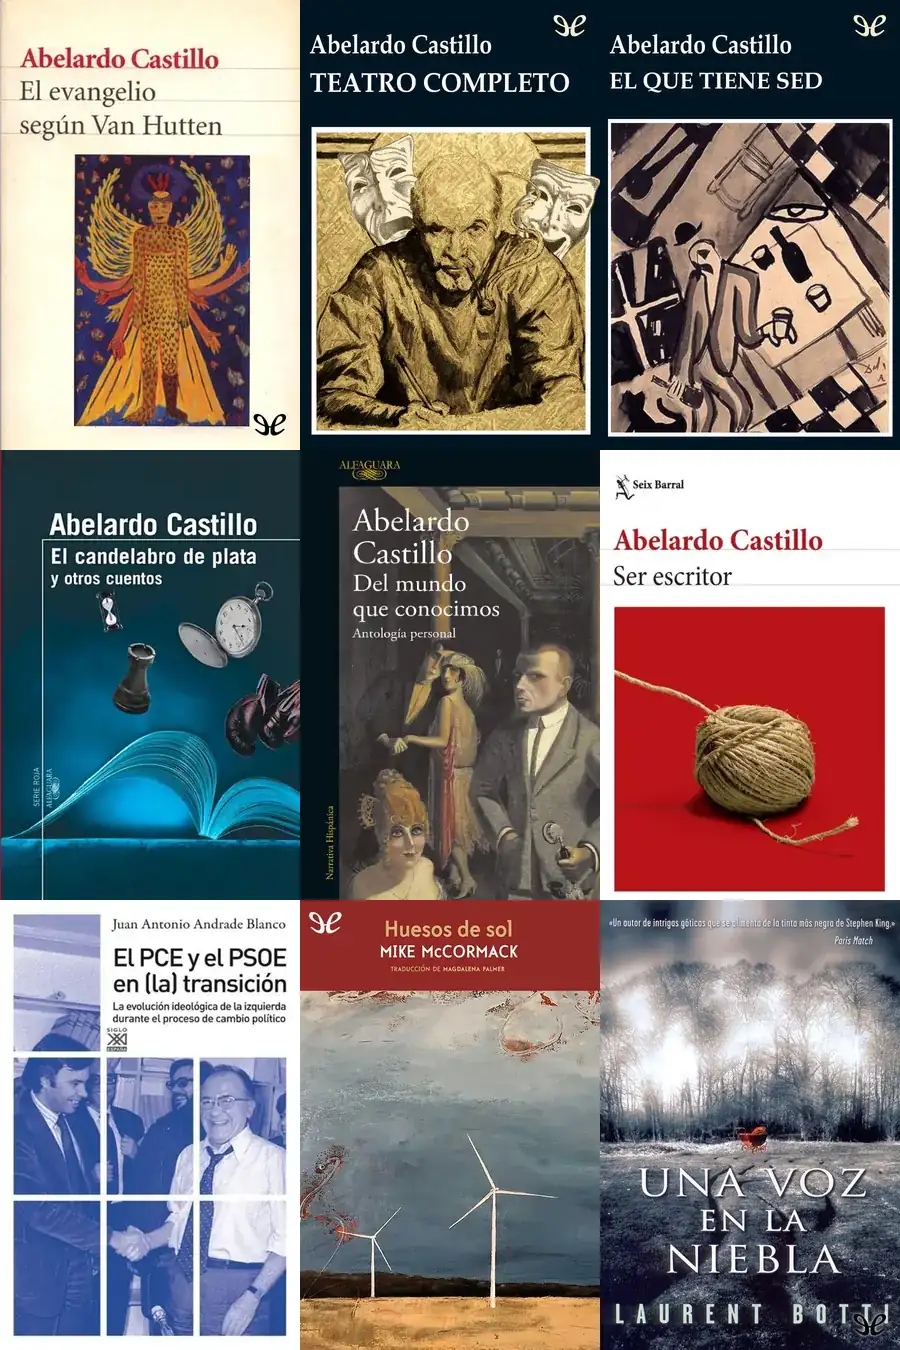 Abelardo Castillo
El evangelio
según Van Hutten
Abelardo Castillo
TEATRO COMPLETO
Abelardo Castillo
EL QUE TIENE SED
Abelardo Castillo
El candelabro de plata
y otros cuentos
SERIE ROJA
ALFAGUARA
ALFAGUARA
Abelardo
Castillo
Del mundo
que conocimos
Antología personal
Narrativa Hispánica
Seix Barral
Abelardo Castillo
Ser escritor
Juan Antonio Andrade Blanco
El PCE y el PSOE
en (la) transición
La evolución ideológica de la izquierda
durante el proceso de cambio político
SIGLO
XXI
ESPAÑA
Huesos de sol
MIKE McCORMACK
TRADUCCIÓN DE MAGDALENA PALMER
«Un autor de intrigas góticas que se alimenta de la tinta más negra de Stephen King.»
Paris Match
UNA VOZ
EN LA
NIEBLA
LAURENT BOTTI